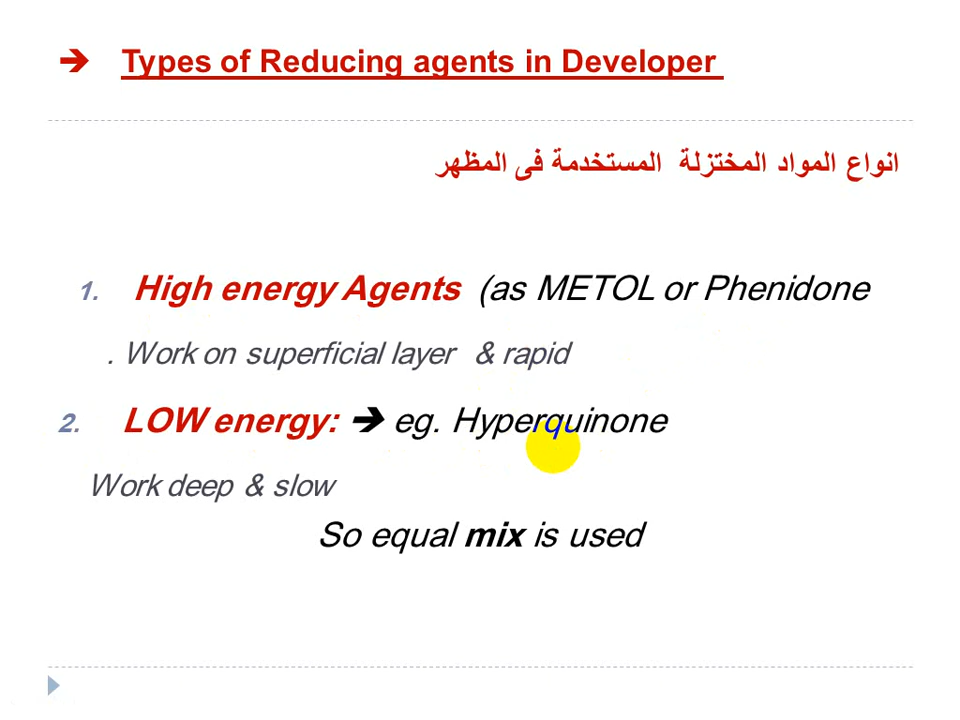 ➔ Types of Reducing agents in Developer
انواع المواد المختزلة المستخدمة فى المظهر
1. High energy Agents (as METOL or Phenidone
. Work on superficial layer & rapid
2. LOW energy: ➔ eg. Hyperquinone
Work deep & slow
So equal mix is used